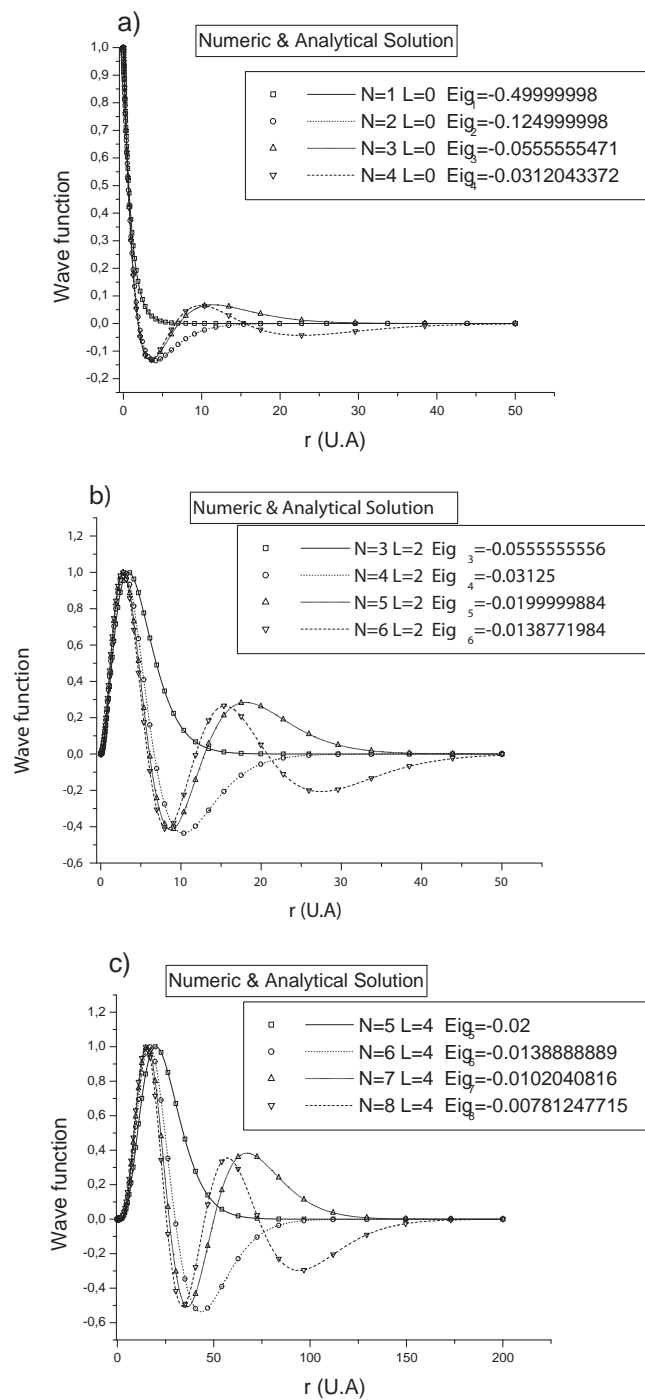 a)
Numeric & Analytical Solution
N=1 L=0 Eig1=-0.49999998
N=2 L=0 Eig2=-0.124999998
N=3 L=0 Eig3=-0.0555555471
N=4 L=0 Eig4=-0.0312043372
1,0
0,9
0,8
0,7
0,6
0,5
0,4
0,3
0,2
0,1
0,0
-0,1
-0,2
Wave function
0 10 20 30 40 50
r (U.A)
b)
Numeric & Analytical Solution
N=3 L=2 Eig3=-0.0555555556
N=4 L=2 Eig4=-0.03125
N=5 L=2 Eig5=-0.0199999884
N=6 L=2 Eig6=-0.0138771984
1,2
1,0
0,8
0,6
0,4
0,2
0,0
-0,2
-0,4
-0,6
Wave function
0 10 20 30 40 50
r (U.A)
c)
Numeric & Analytical Solution
N=5 L=4 Eig5=-0.02
N=6 L=4 Eig6=-0.0138888889
N=7 L=4 Eig7=-0.0102040816
N=8 L=4 Eig8=-0.00781247715
1,2
1,0
0,8
0,6
0,4
0,2
0,0
-0,2
-0,4
-0,6
Wave function
0 50 100 150 200
r (U.A)